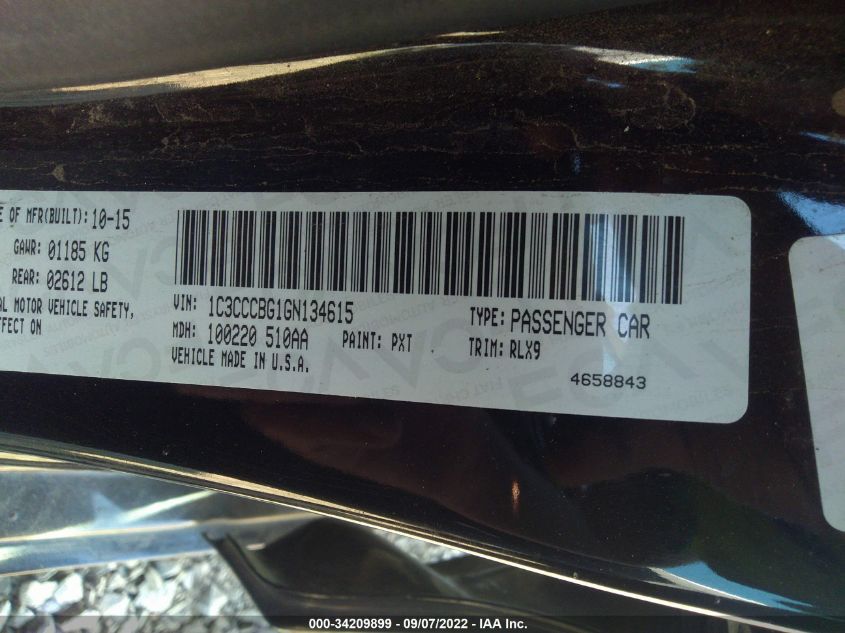 E OF MFR(BUILT): 10-15
GAWR: 01185 KG
REAR: 02612 LB
AL MOTOR VEHICLE SAFETY,
FFECT ON
VIN: 1C3CCCBG1GN134615
TYPE: PASSENGER CAR
MDH: 100220 510AA
PAINT: PXT
TRIM: RLX9
VEHICLE MADE IN U.S.A.
4658843
000-34209899 - 09/07/2022 - IAA Inc.